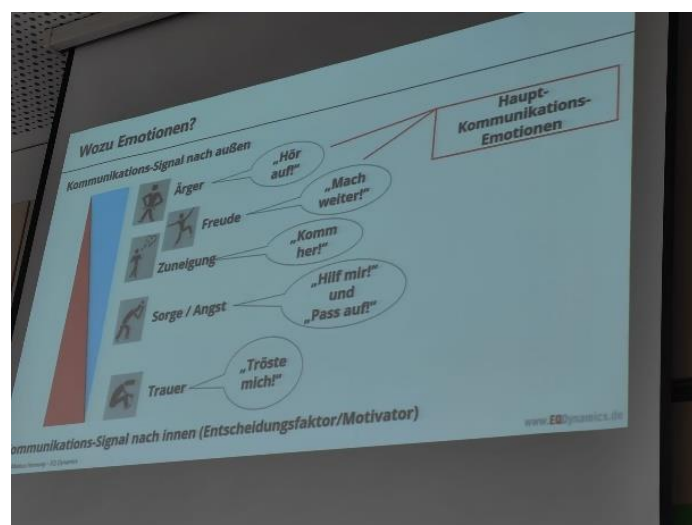 Wozu Emotionen?
Kommunikations-Signal nach außen
Haupt-
Kommunikations-
Emotionen
Ärger
„Hör
auf!“
Freude
„Mach
weiter!“
Zuneigung
„Komm
her!“
Sorge / Angst
„Hilf mir!“
und
„Pass auf!“
Trauer
„Tröste
mich!“
ommunikations-Signal nach innen (Entscheidungsfaktor/Motivator)
www.EQDynamics.de